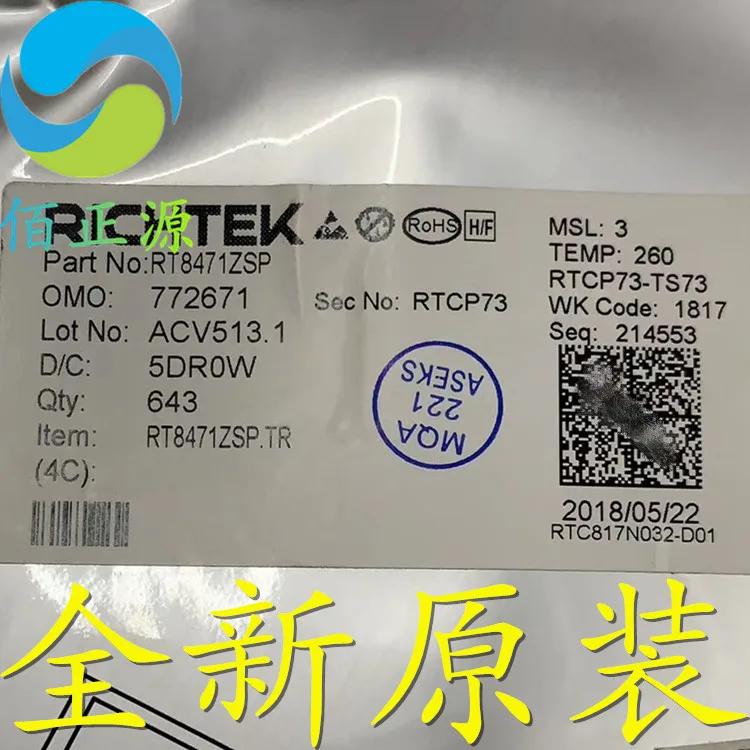 佰正源
RICHTEK
RoHS
H/F
Part No: RT8471ZSP
OMO: 772671
Sec No: RTCP73
Lot No: ACV513.1
D/C: 5DR0W
Qty: 643
Item: RT8471ZSP.TR
(4C):
MSL: 3
TEMP: 260
RTCP73-TS73
WK Code: 1817
Seq: 214553
MQA
221
ASEKS
2018/05/22
RTC817N032-D01
全新原装